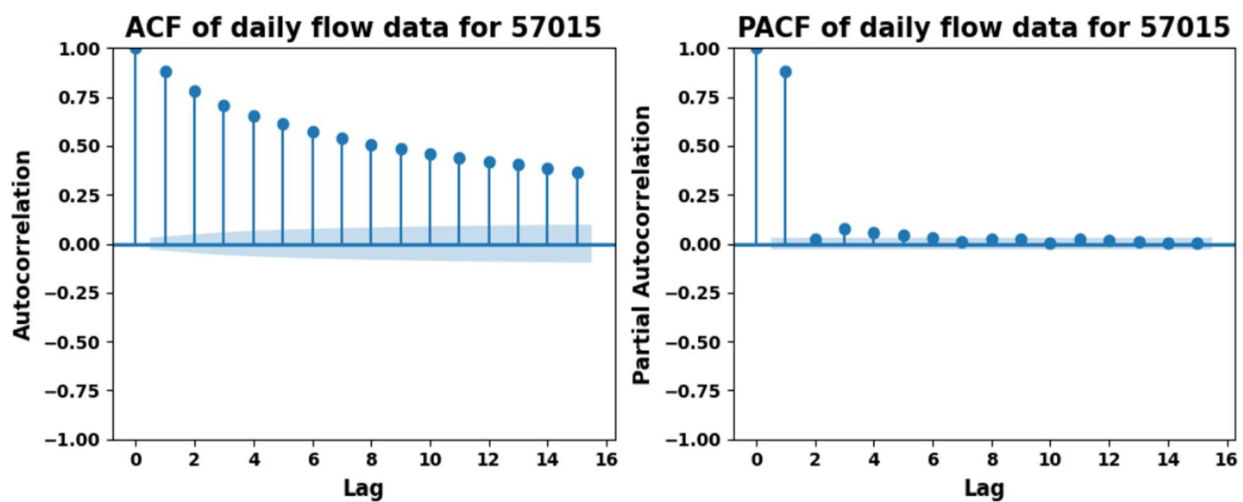 ACF of daily flow data for 57015
1.00
0.75
0.50
0.25
0.00
−0.25
−0.50
−0.75
−1.00
Autocorrelation
0 2 4 6 8 10 12 14 16
Lag
PACF of daily flow data for 57015
1.00
0.75
0.50
0.25
0.00
−0.25
−0.50
−0.75
−1.00
Partial Autocorrelation
0 2 4 6 8 10 12 14 16
Lag